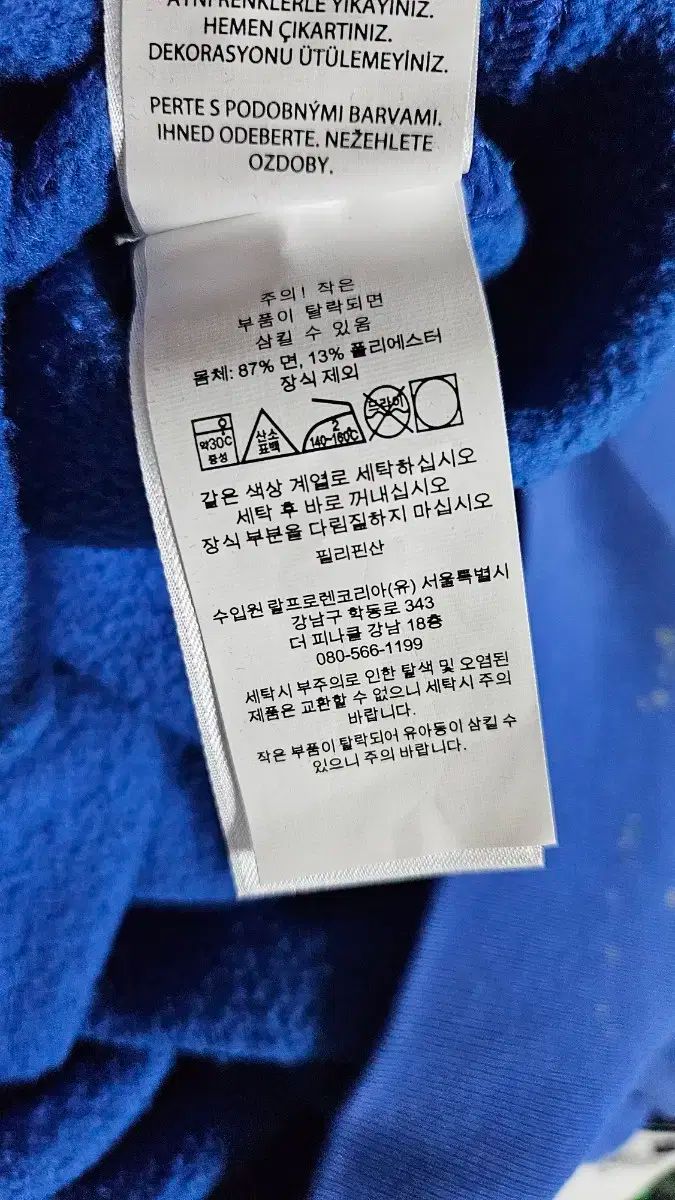 AYNI RENKLERLE YIKAYINIZ.
HEMEN ÇIKARTINIZ.
DEKORASYONU ÜTÜLEMEYİNİZ.
PERTE S PODOBNÝMI BARVAMI.
IHNED ODEBERTE. NEŽEHLETE
OZDOBY.
주의! 작은
부품이 탈락되면
삼킬 수 있음
몸체: 87% 면, 13% 폴리에스터
장식 제외
약30℃
중성
산소
표백
2
140~160℃
드라이
같은 색상 계열로 세탁하십시오
세탁 후 바로 꺼내십시오
장식 부분을 다림질하지 마십시오
필리핀산
수입원 랄프로렌코리아(유) 서울특별시
강남구 학동로 343
더 피나클 강남 18층
080-566-1199
세탁시 부주의로 인한 탈색 및 오염된
제품은 교환할 수 없으니 세탁시 주의
바랍니다.
작은 부품이 탈락되어 유아동이 삼킬 수
있으니 주의 바랍니다.